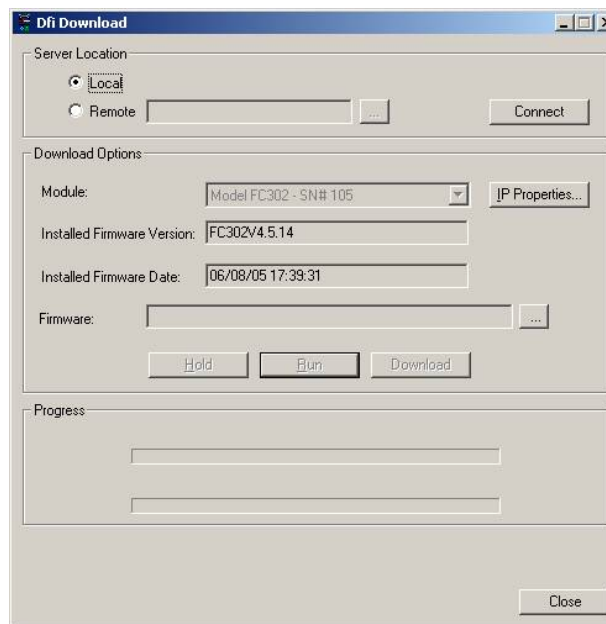 Dfi Download
Server Location
Local
Remote ...
Connect
Download Options
Module: Model FC302 - SN# 105 IP Properties...
Installed Firmware Version: FC302V4.5.14
Installed Firmware Date: 06/08/05 17:39:31
Firmware: ...
Hold Run Download
Progress
Close